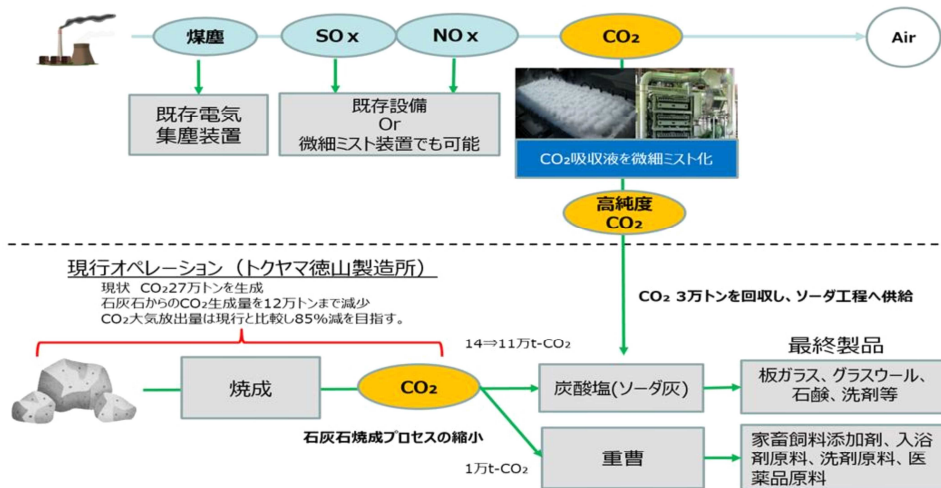 煤塵
SOx
NOx
CO₂
Air
既存電気
集塵装置
既存設備
Or
微細ミスト装置でも可能
CO₂吸収液を微細ミスト化
高純度
CO₂
現行オペレーション（トクヤマ徳山製造所）
現状 CO₂27万トンを生成
石灰石からのCO₂生成量を12万トンまで減少
CO₂大気放出量は現行と比較し85%減を目指す。
CO₂ 3万トンを回収し、ソーダ工程へ供給
14⇒11万t-CO₂
最終製品
焼成
CO₂
炭酸塩(ソーダ灰)
板ガラス、グラスウール、
石鹸、洗剤等
石灰石焼成プロセスの縮小
1万t-CO₂
重曹
家畜飼料添加剤、入浴
剤原料、洗剤原料、医
薬品原料